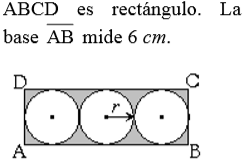 ABCD es rectángulo. La
base AB mide 6 cm.
D C
r
A B